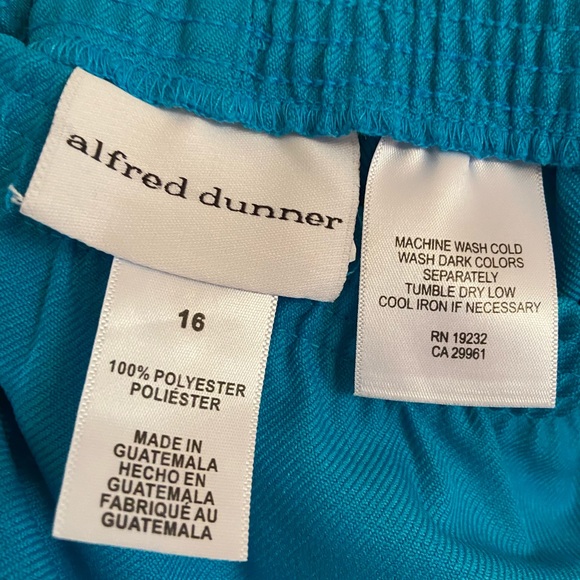 alfred dunner
16
100% POLYESTER
POLIÉSTER
MADE IN
GUATEMALA
HECHO EN
GUATEMALA
FABRIQUÉ AU
GUATEMALA
MACHINE WASH COLD
WASH DARK COLORS
SEPARATELY
TUMBLE DRY LOW
COOL IRON IF NECESSARY
RN 19232
CA 29961